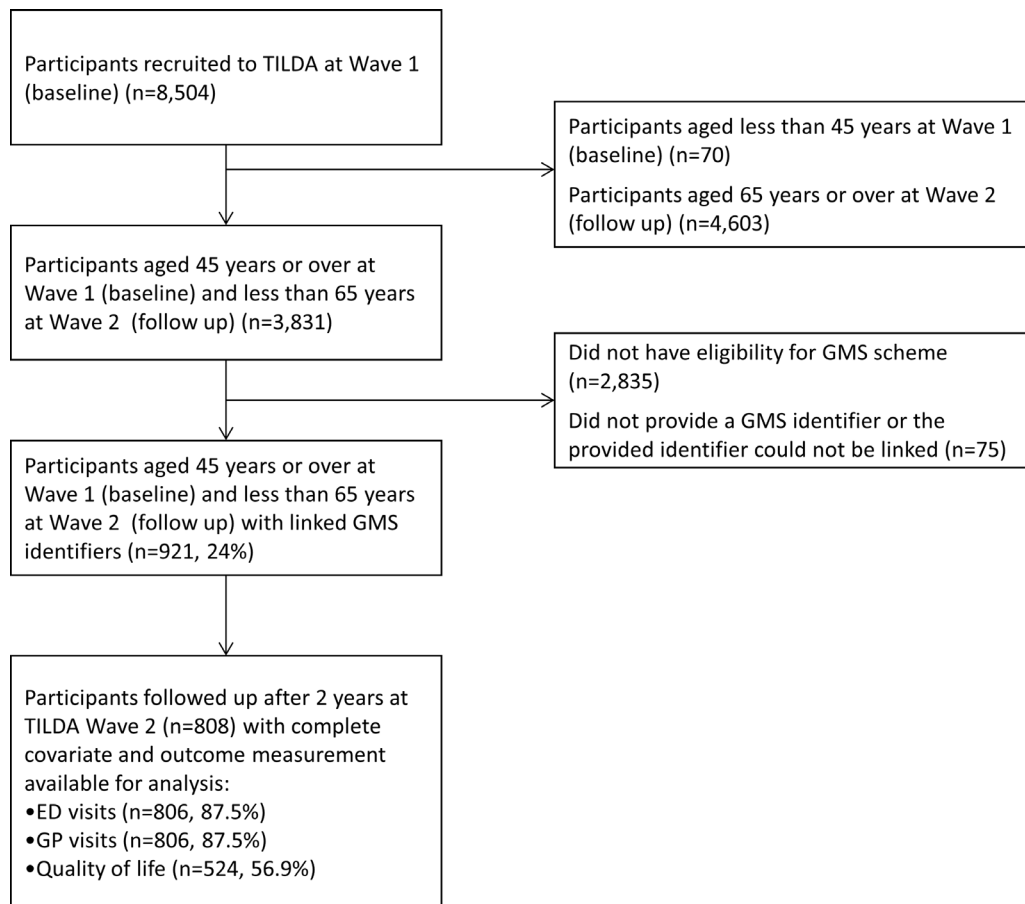 Participants recruited to TILDA at Wave 1
(baseline) (n=8,504)
Participants aged less than 45 years at Wave 1
(baseline) (n=70)
Participants aged 65 years or over at Wave 2
(follow up) (n=4,603)
Participants aged 45 years or over at
Wave 1 (baseline) and less than 65 years
at Wave 2  (follow up) (n=3,831)
Did not have eligibility for GMS scheme
(n=2,835)
Did not provide a GMS identifier or the
provided identifier could not be linked (n=75)
Participants aged 45 years or over at
Wave 1 (baseline) and less than 65 years
at Wave 2  (follow up) with linked GMS
identifiers (n=921, 24%)
Participants followed up after 2 years at
TILDA Wave 2 (n=808) with complete
covariate and outcome measurement
available for analysis:
•ED visits (n=806, 87.5%)
•GP visits (n=806, 87.5%)
•Quality of life (n=524, 56.9%)